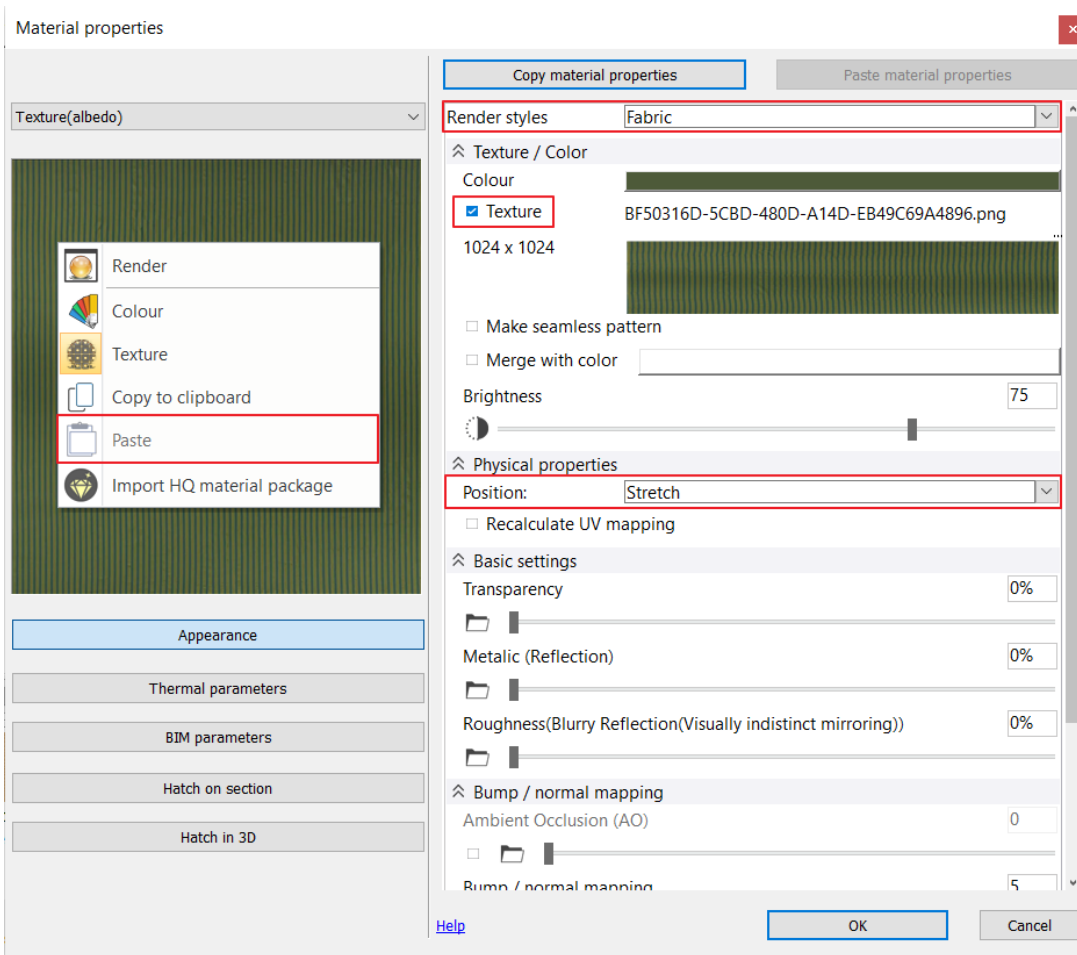 Material properties
Copy material properties
Paste material properties
Texture(albedo)
Render styles
Fabric
Texture / Color
Colour
Texture
BF50316D-5CBD-480D-A14D-EB49C69A4896.png
...
1024 x 1024
Render
Colour
Texture
Copy to clipboard
Paste
Import HQ material package
Make seamless pattern
Merge with color
Brightness
75
Physical properties
Position:
Stretch
Recalculate UV mapping
Basic settings
Transparency
0%
Metalic (Reflection)
0%
Roughness(Blurry Reflection(Visually indistinct mirroring))
0%
Bump / normal mapping
Ambient Occlusion (AO)
0
Bump / normal mapping
5
Appearance
Thermal parameters
BIM parameters
Hatch on section
Hatch in 3D
Help
OK
Cancel